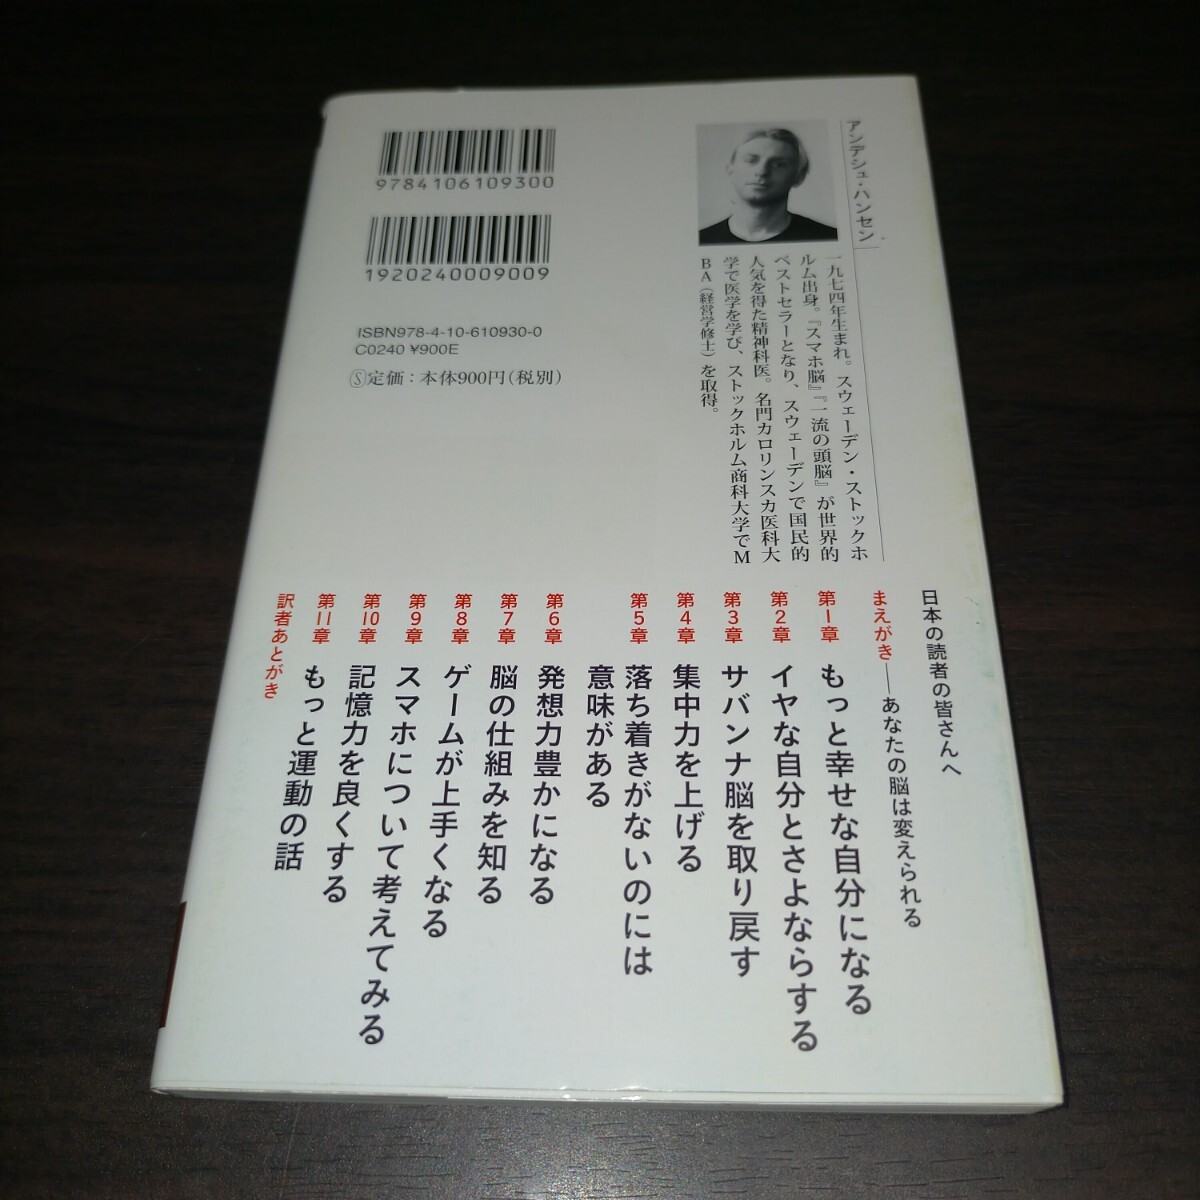 9784106109300
1920240009009
ISBN978-4-10-610930-0
C0240 ¥900E
Ⓢ定価：本体900円（税別）
アンデシュ・ハンセン
一九七四年生まれ。スウェーデン・ストックホ
ルム出身。『スマホ脳』『一流の頭脳』が世界的
ベストセラーとなり、スウェーデンで国民的
人気を得た精神科医。名門カロリンスカ医科大
学で医学を学び、ストックホルム商科大学でM
BA（経営学修士）を取得。
日本の読者の皆さんへ
まえがき――あなたの脳は変えられる
第1章 もっと幸せな自分になる
第2章 イヤな自分とさよならする
第3章 サバンナ脳を取り戻す
第4章 集中力を上げる
第5章 落ち着きがないのには
意味がある
第6章 発想力豊かになる
第7章 脳の仕組みを知る
第8章 ゲームが上手くなる
第9章 スマホについて考えてみる
第10章 記憶力を良くする
第11章 もっと運動の話
訳者あとがき